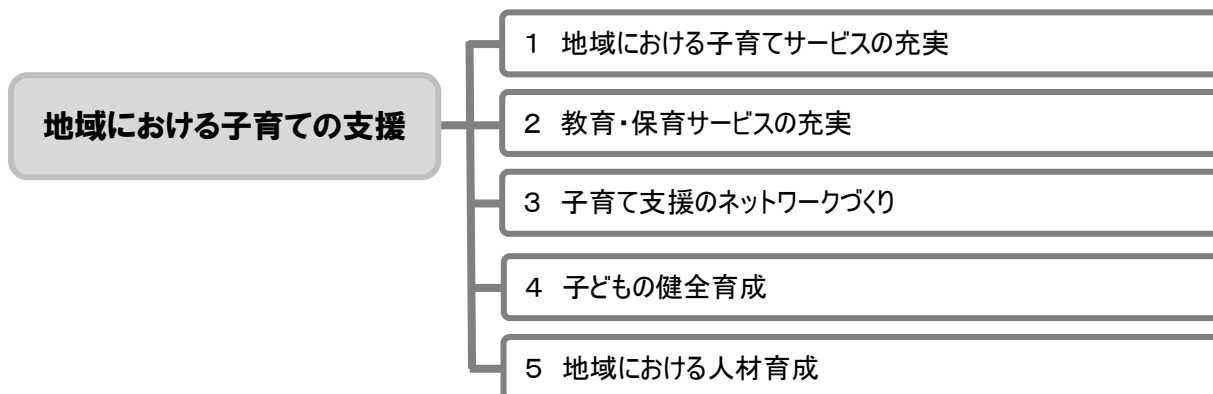 地域における子育ての支援
１　地域における子育てサービスの充実
２　教育・保育サービスの充実
３　子育て支援のネットワークづくり
４　子どもの健全育成
５　地域における人材育成